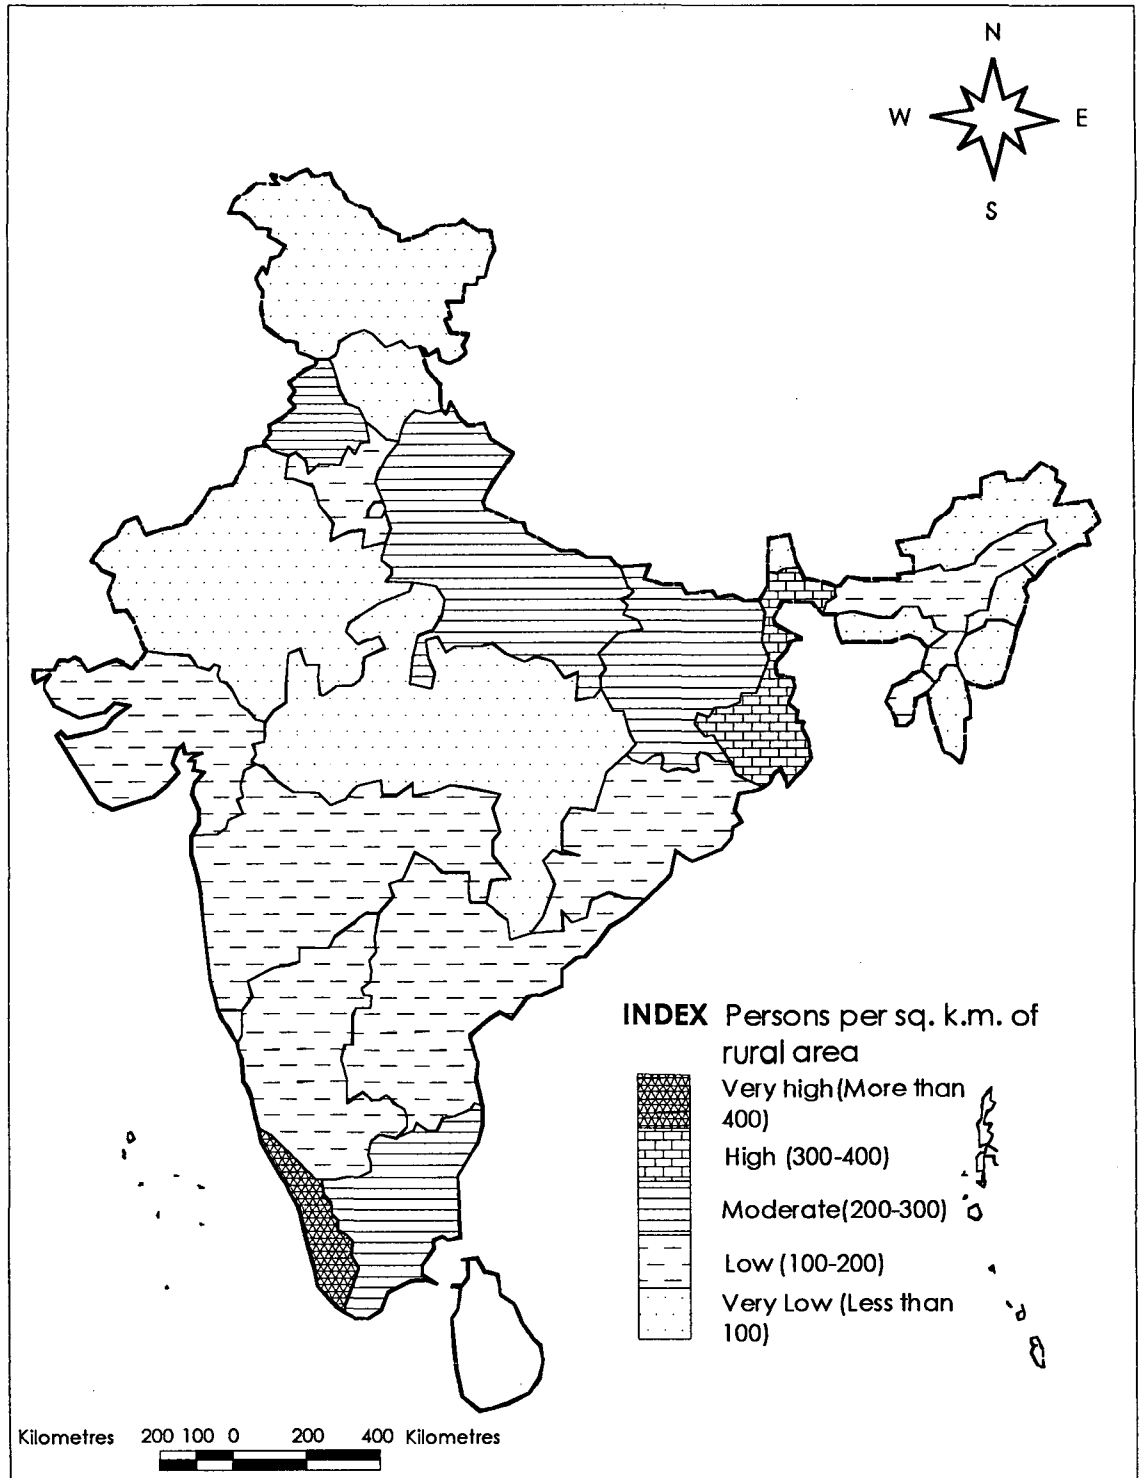 N
W E
S
INDEX Persons per sq. k.m. of
rural area
Very high (More than
400)
High (300-400)
Moderate(200-300)
Low (100-200)
Very Low (Less than
100)
Kilometres 200 100 0 200 400 Kilometres